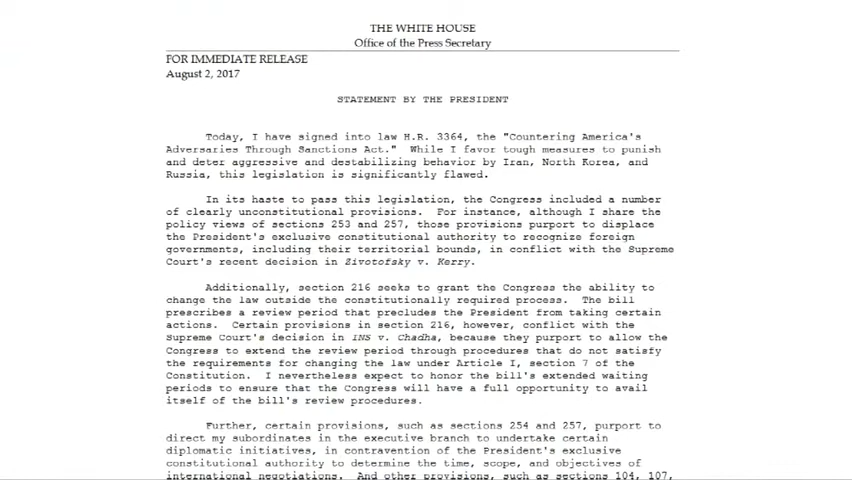 THE WHITE HOUSE
Office of the Press Secretary
FOR IMMEDIATE RELEASE
August 2, 2017
STATEMENT BY THE PRESIDENT
Today, I have signed into law H.R. 3364, the "Countering America's
Adversaries Through Sanctions Act." While I favor tough measures to punish
and deter aggressive and destabilizing behavior by Iran, North Korea, and
Russia, this legislation is significantly flawed.
In its haste to pass this legislation, the Congress included a number
of clearly unconstitutional provisions. For instance, although I share the
policy views of sections 253 and 257, those provisions purport to displace
the President's exclusive constitutional authority to recognize foreign
governments, including their territorial bounds, in conflict with the Supreme
Court's recent decision in Zivotofsky v. Kerry.
Additionally, section 216 seeks to grant the Congress the ability to
change the law outside the constitutionally required process. The bill
prescribes a review period that precludes the President from taking certain
actions. Certain provisions in section 216, however, conflict with the
Supreme Court's decision in INS v. Chadha, because they purport to allow the
Congress to extend the review period through procedures that do not satisfy
the requirements for changing the law under Article I, section 7 of the
Constitution. I nevertheless expect to honor the bill's extended waiting
periods to ensure that the Congress will have a full opportunity to avail
itself of the bill's review procedures.
Further, certain provisions, such as sections 254 and 257, purport to
direct my subordinates in the executive branch to undertake certain
diplomatic initiatives, in contravention of the President's exclusive
constitutional authority to determine the time, scope, and objectives of
international negotiations. And other provisions, such as sections 104, 107,